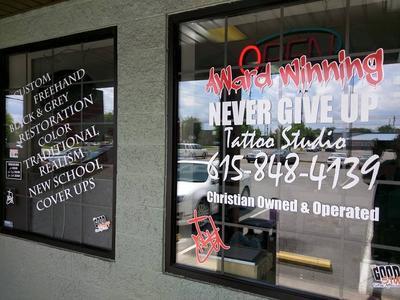 CUSTOM
FREEHAND
BLACK & GREY
RESTORATION
COLOR
TRADITIONAL
REALISM
NEW SCHOOL
COVER UPS
OPEN
AWard Winning
NEVER GIVE UP
Tattoo Studio
615-848-4139
Christian Owned & Operated
GOOD